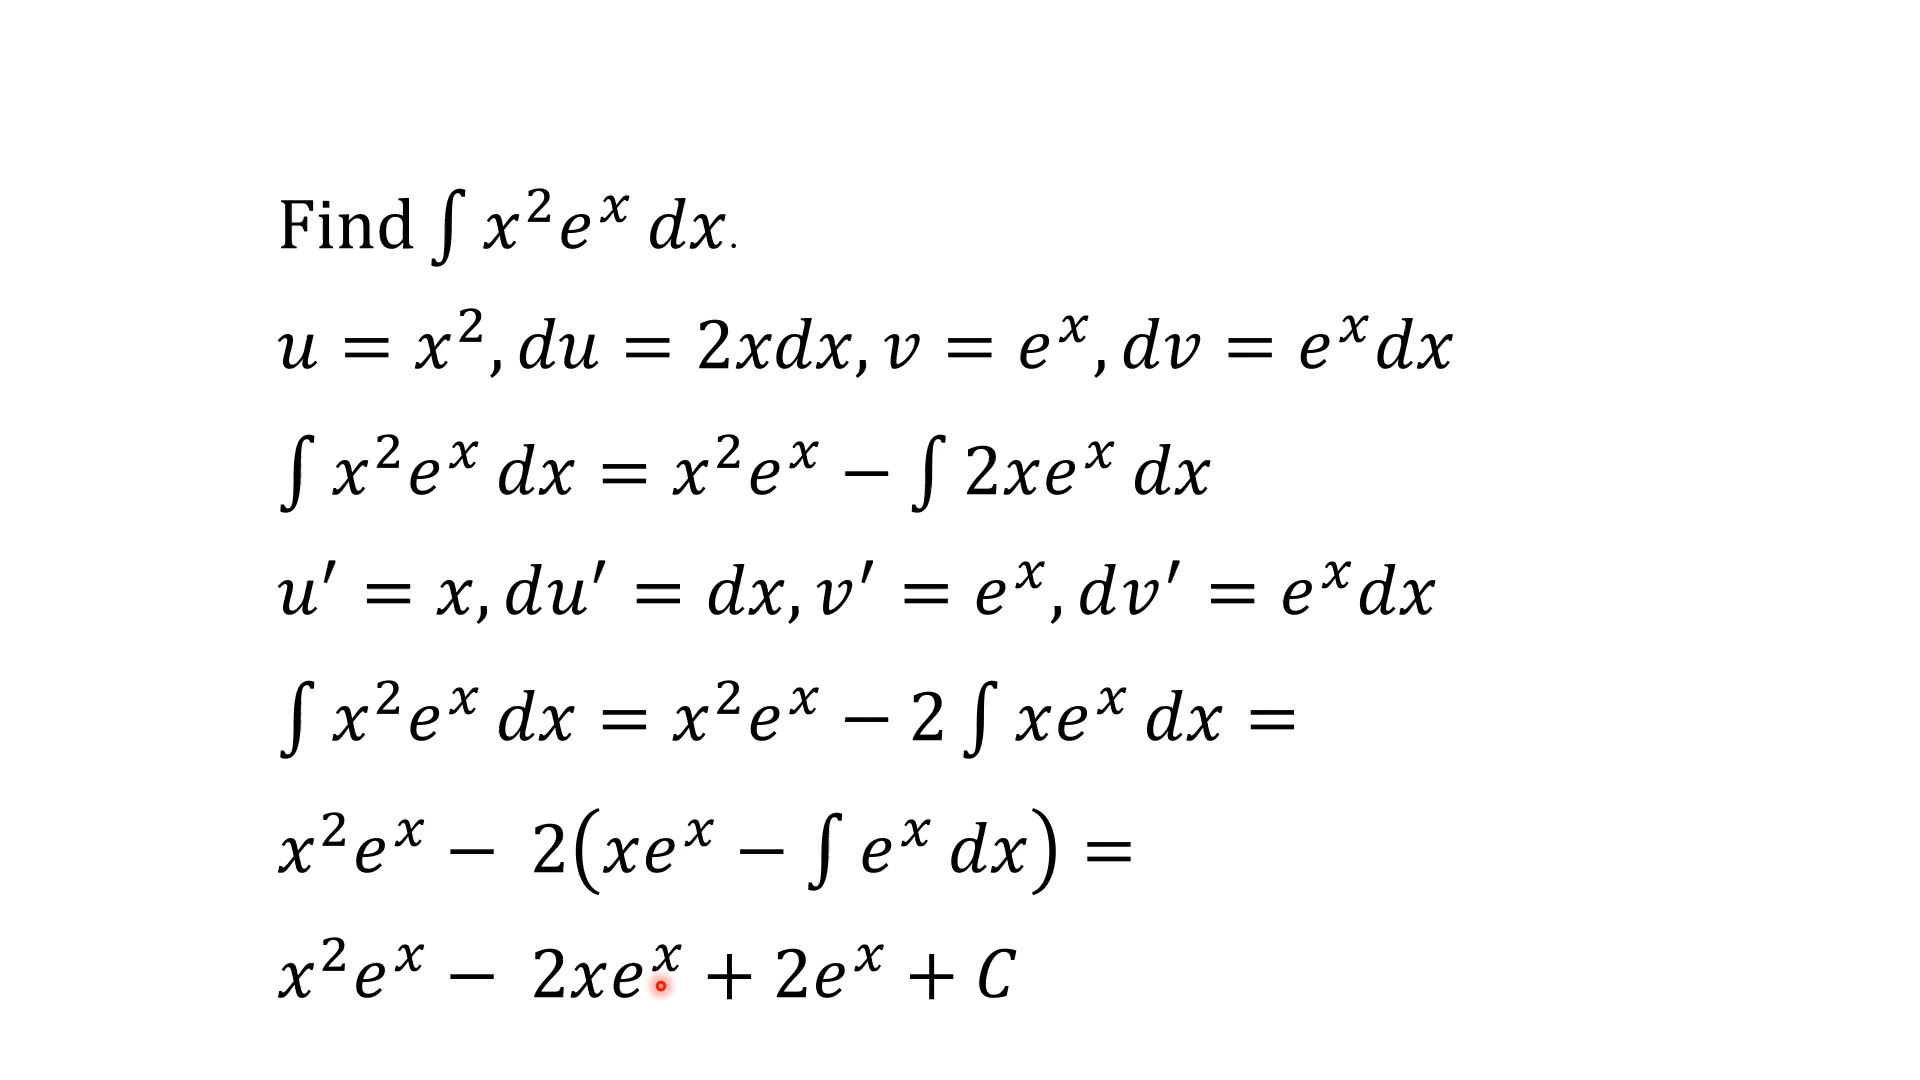 Find ∫ x²eˣ dx.
u = x², du = 2xdx, v = eˣ, dv = eˣdx
∫ x²eˣ dx = x²eˣ − ∫ 2xeˣ dx
u′ = x, du′ = dx, v′ = eˣ, dv′ = eˣdx
∫ x²eˣ dx = x²eˣ − 2 ∫ xeˣ dx =
x²eˣ − 2(xeˣ − ∫ eˣ dx) =
x²eˣ − 2xeˣ + 2eˣ + C